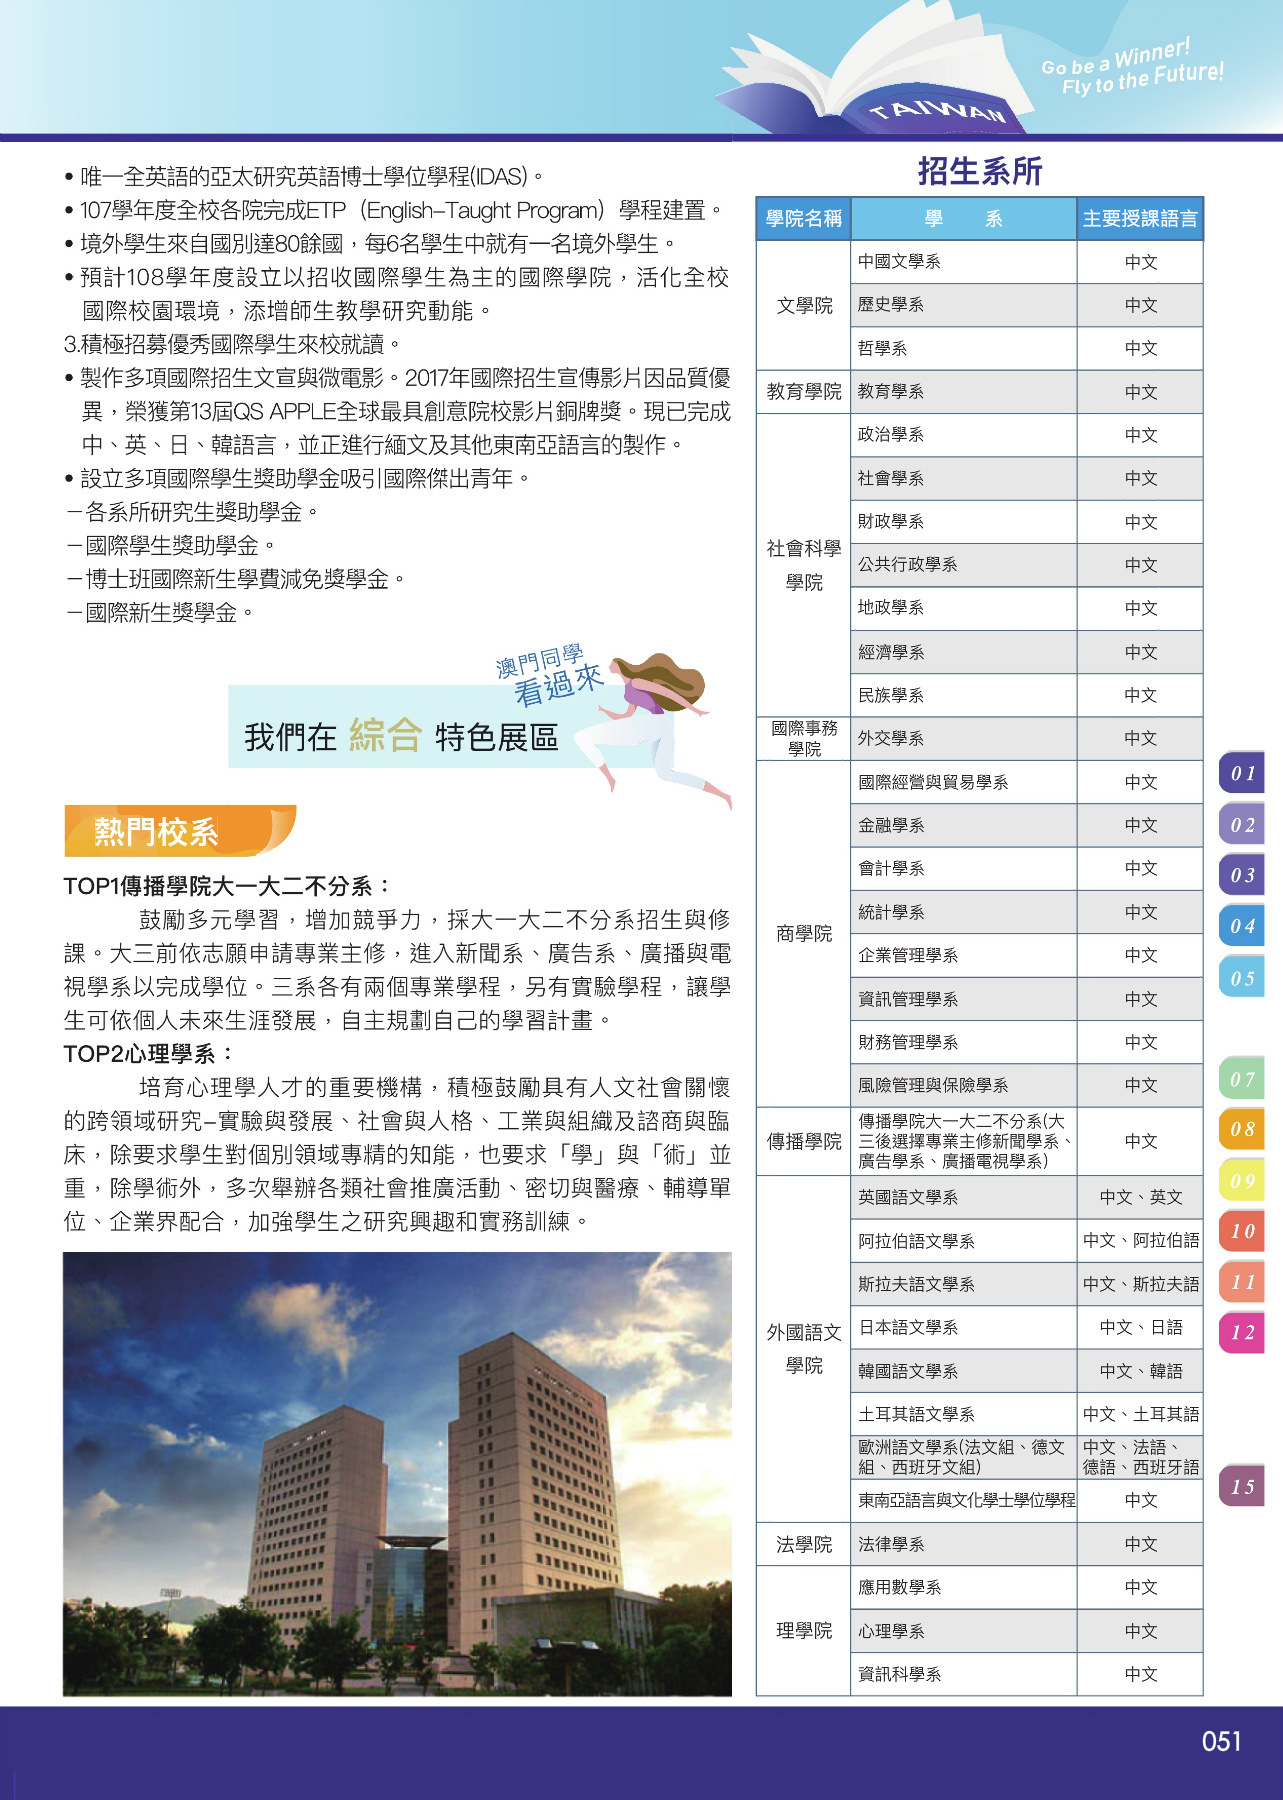 Go be a Winner!
Fly to the Future!
TAIWAN
• 唯一全英語的亞太研究英語博士學位學程(IDAS)。
• 107學年度全校各院完成ETP（English–Taught Program）學程建置。
• 境外學生來自國別達80餘國，每6名學生中就有一名境外學生。
• 預計108學年度設立以招收國際學生為主的國際學院，活化全校
國際校園環境，添增師生教學研究動能。
3.積極招募優秀國際學生來校就讀。
• 製作多項國際招生文宣與微電影。2017年國際招生宣傳影片因品質優
異，榮獲第13屆QS APPLE全球最具創意院校影片銅牌獎。現已完成
中、英、日、韓語言，並正進行緬文及其他東南亞語言的製作。
• 設立多項國際學生獎助學金吸引國際傑出青年。
－各系所研究生獎助學金。
－國際學生獎助學金。
－博士班國際新生學費減免獎學金。
－國際新生獎學金。
澳門同學
看過來
我們在 綜合 特色展區
熱門校系
TOP1傳播學院大一大二不分系：
鼓勵多元學習，增加競爭力，採大一大二不分系招生與修
課。大三前依志願申請專業主修，進入新聞系、廣告系、廣播與電
視學系以完成學位。三系各有兩個專業學程，另有實驗學程，讓學
生可依個人未來生涯發展，自主規劃自己的學習計畫。
TOP2心理學系：
培育心理學人才的重要機構，積極鼓勵具有人文社會關懷
的跨領域研究–實驗與發展、社會與人格、工業與組織及諮商與臨
床，除要求學生對個別領域專精的知能，也要求「學」與「術」並
重，除學術外，多次舉辦各類社會推廣活動、密切與醫療、輔導單
位、企業界配合，加強學生之研究興趣和實務訓練。
招生系所
學院名稱 學 系 主要授課語言
文學院
中國文學系 中文
歷史學系 中文
哲學系 中文
教育學院 教育學系 中文
社會科學
學院
政治學系 中文
社會學系 中文
財政學系 中文
公共行政學系 中文
地政學系 中文
經濟學系 中文
民族學系 中文
國際事務
學院
外交學系 中文
商學院
國際經營與貿易學系 中文
金融學系 中文
會計學系 中文
統計學系 中文
企業管理學系 中文
資訊管理學系 中文
財務管理學系 中文
風險管理與保險學系 中文
傳播學院
傳播學院大一大二不分系(大
三後選擇專業主修新聞學系、
廣告學系、廣播電視學系)
中文
外國語文
學院
英國語文學系 中文、英文
阿拉伯語文學系 中文、阿拉伯語
斯拉夫語文學系 中文、斯拉夫語
日本語文學系 中文、日語
韓國語文學系 中文、韓語
土耳其語文學系 中文、土耳其語
歐洲語文學系(法文組、德文
組、西班牙文組)
中文、法語、
德語、西班牙語
東南亞語言與文化學士學位學程 中文
法學院 法律學系 中文
理學院
應用數學系 中文
心理學系 中文
資訊科學系 中文
01
02
03
04
05
07
08
09
10
11
12
15
051